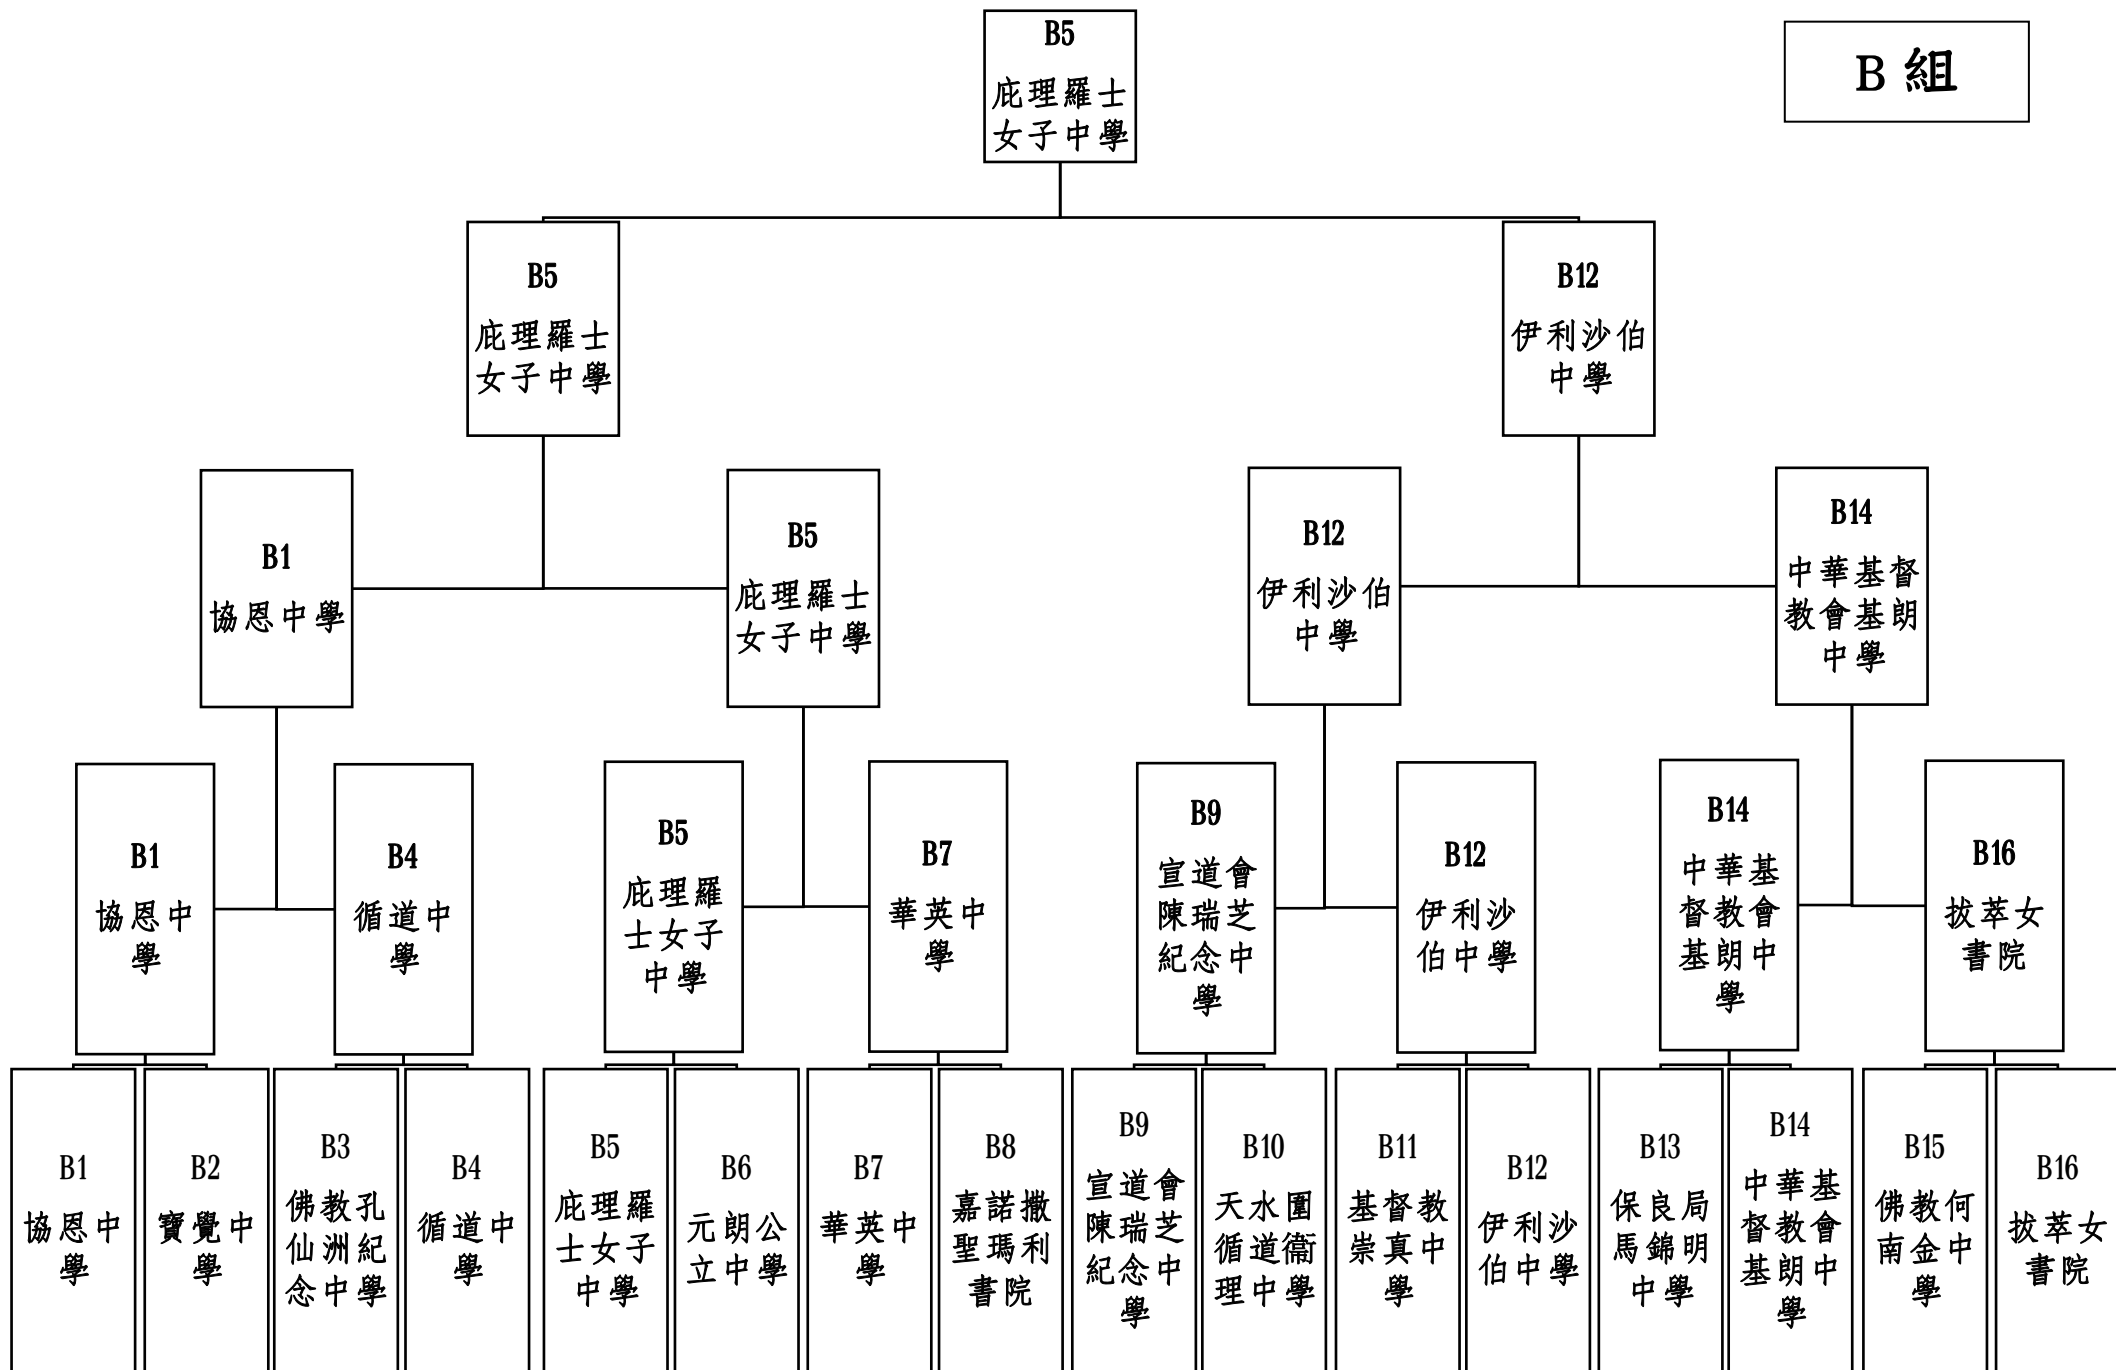 B5
庇理羅士
女子中學
B 組
B5
庇理羅士
女子中學
B12
伊利沙伯
中學
B1
協恩中學
B5
庇理羅士
女子中學
B12
伊利沙伯
中學
B14
中華基督
教會基朗
中學
B1
協恩中
學
B4
循道中
學
B5
庇理羅
士女子
中學
B7
華英中
學
B9
宣道會
陳瑞芝
紀念中
學
B12
伊利沙
伯中學
B14
中華基
督教會
基朗中
學
B16
拔萃女
書院
B1
協恩中
學
B2
寶覺中
學
B3
佛教孔
仙洲紀
念中學
B4
循道中
學
B5
庇理羅
士女子
中學
B6
元朗公
立中學
B7
華英中
學
B8
嘉諾撒
聖瑪利
書院
B9
宣道會
陳瑞芝
紀念中
學
B10
天水圍
循道衞
理中學
B11
基督教
崇真中
學
B12
伊利沙
伯中學
B13
保良局
馬錦明
中學
B14
中華基
督教會
基朗中
學
B15
佛教何
南金中
學
B16
拔萃女
書院